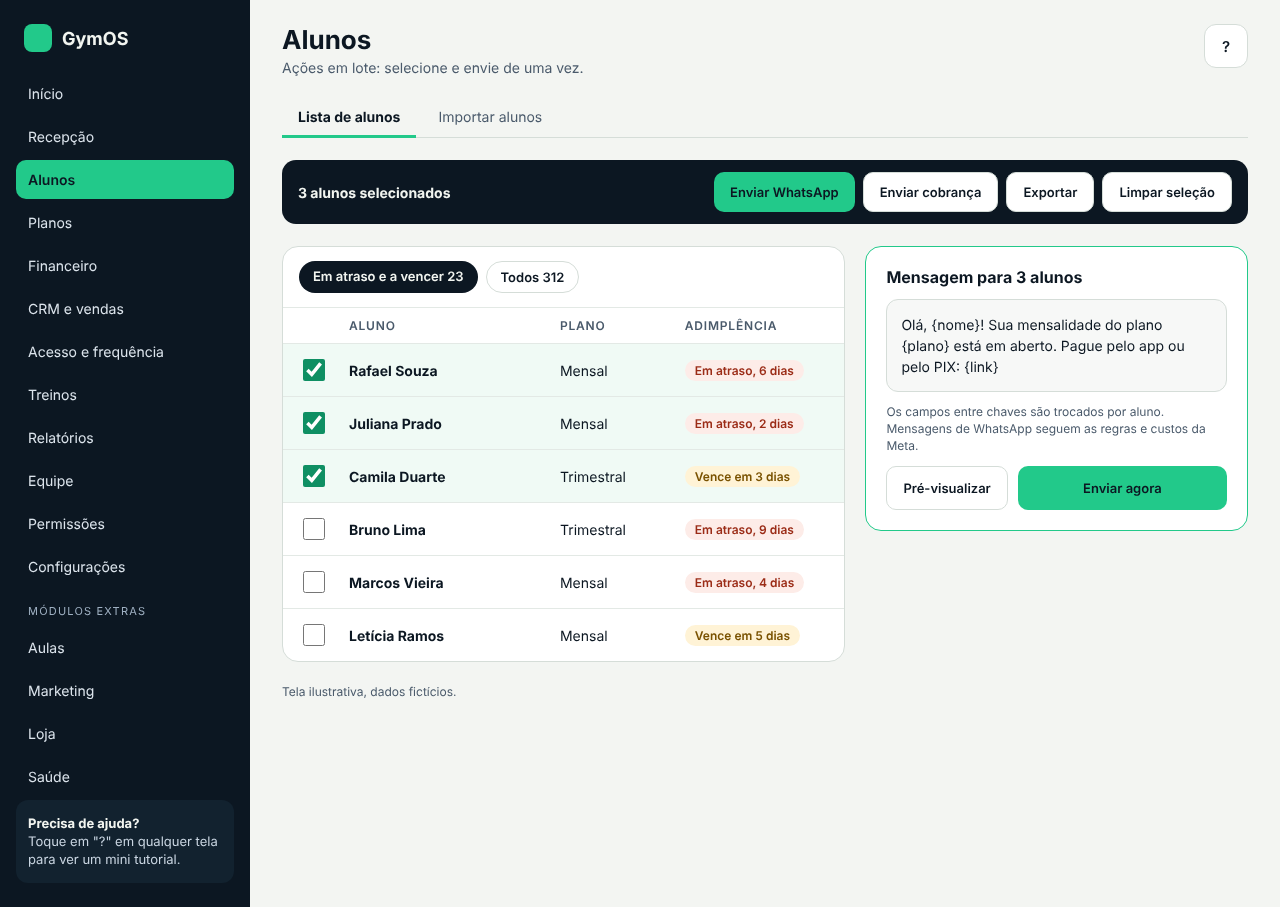 GymOS
Início
Recepção
Alunos
Planos
Financeiro
CRM e vendas
Acesso e frequência
Treinos
Relatórios
Equipe
Permissões
Configurações
MÓDULOS EXTRAS
Aulas
Marketing
Loja
Saúde
Precisa de ajuda?
Toque em "?" em qualquer tela
para ver um mini tutorial.
Alunos
Ações em lote: selecione e envie de uma vez.
?
Lista de alunos
Importar alunos
3 alunos selecionados
Enviar WhatsApp
Enviar cobrança
Exportar
Limpar seleção
Em atraso e a vencer 23
Todos 312
ALUNO PLANO ADIMPLÊNCIA
Rafael Souza Mensal Em atraso, 6 dias
Juliana Prado Mensal Em atraso, 2 dias
Camila Duarte Trimestral Vence em 3 dias
Bruno Lima Trimestral Em atraso, 9 dias
Marcos Vieira Mensal Em atraso, 4 dias
Letícia Ramos Mensal Vence em 5 dias
Mensagem para 3 alunos
Olá, {nome}! Sua mensalidade do plano
{plano} está em aberto. Pague pelo app ou
pelo PIX: {link}
Os campos entre chaves são trocados por aluno.
Mensagens de WhatsApp seguem as regras e custos da
Meta.
Pré-visualizar
Enviar agora
Tela ilustrativa, dados fictícios.